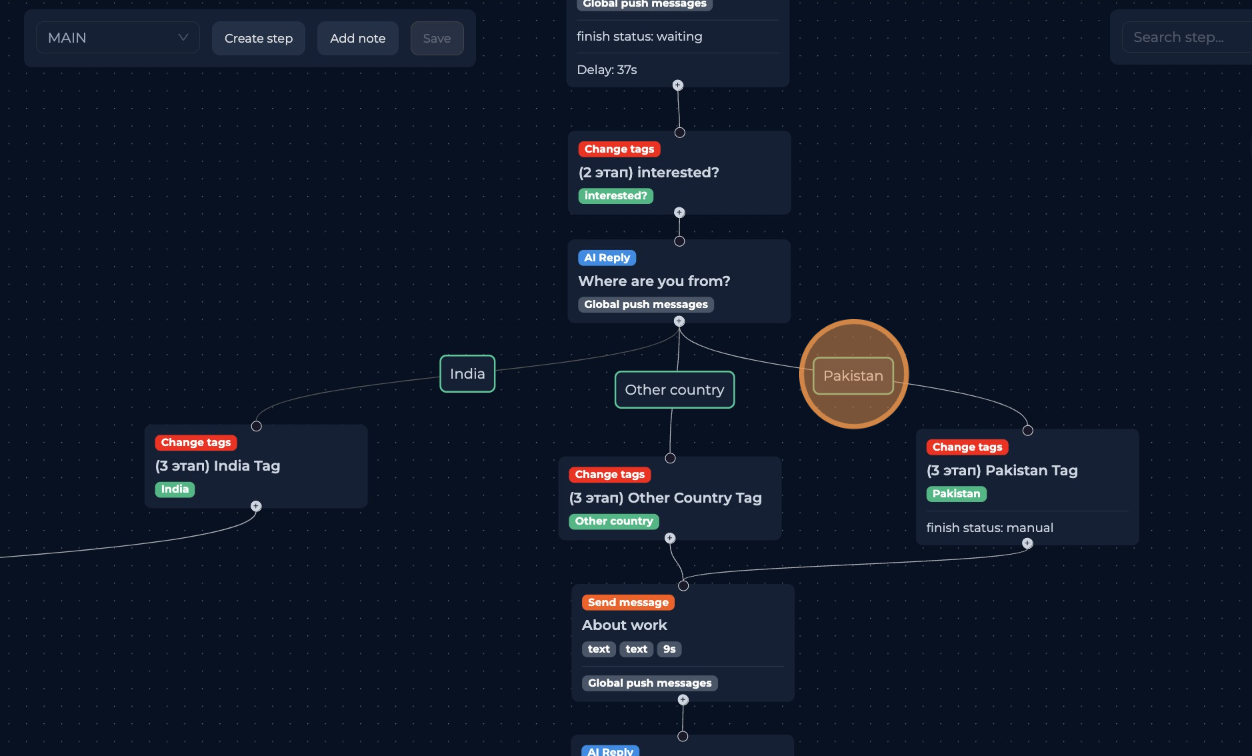 MAIN
Create step
Add note
Save
Search step...
Global push messages
finish status: waiting
Delay: 37s
Change tags
(2 этап) interested?
interested?
AI Reply
Where are you from?
Global push messages
India
Other country
Pakistan
Change tags
(3 этап) India Tag
India
Change tags
(3 этап) Other Country Tag
Other country
Change tags
(3 этап) Pakistan Tag
Pakistan
finish status: manual
Send message
About work
text text 9s
Global push messages
AI Reply